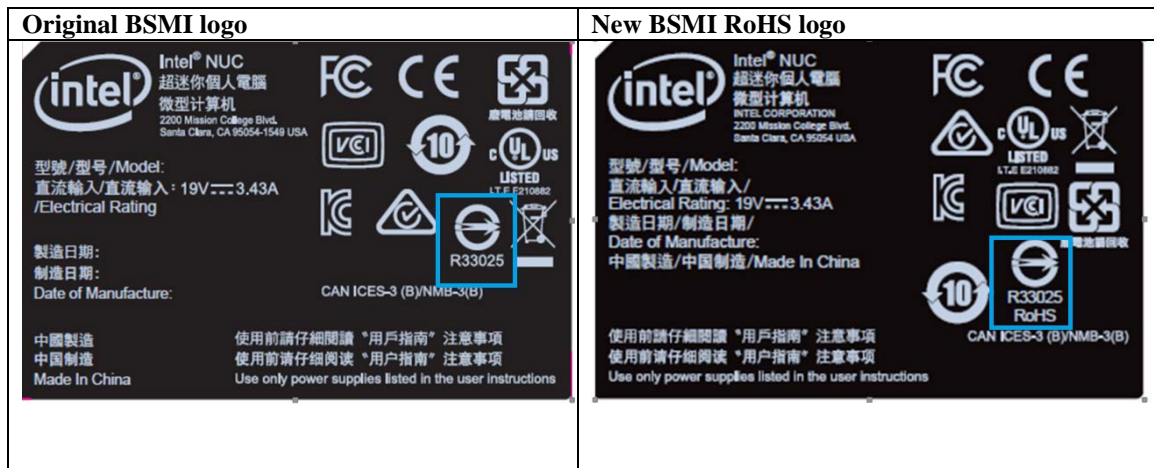 Original BSMI logo
intel®
Intel® NUC
超迷你個人電腦
微型计算机
2200 Mission College Blvd.
Santa Clara, CA 95054-1549 USA
FC CE
廢電池請回收
VCI
10
C UL US
LISTED
I.T.E E210882
型號/型号/Model:
直流輸入/直流输入：19V 3.43A
/Electrical Rating
R33025
製造日期：
制造日期：
Date of Manufacture:
CAN ICES-3 (B)/NMB-3(B)
中國製造
中国制造
Made In China
使用前請仔細閱讀 “用戶指南” 注意事項
使用前请仔细阅读 “用户指南” 注意事项
Use only power supplies listed in the user instructions
New BSMI RoHS logo
intel®
Intel® NUC
超迷你個人電腦
微型计算机
INTEL CORPORATION
2200 Mission College Blvd.
Santa Clara, CA 95054 USA
FC CE
C UL US
LISTED
I.T.E E210882
型號/型号/Model:
直流輸入/直流输入/
Electrical Rating: 19V 3.43A
製造日期/制造日期/
Date of Manufacture:
中國製造/中国制造/Made In China
VCI
廢電池請回收
10
R33025
RoHS
CAN ICES-3 (B)/NMB-3(B)
使用前請仔細閱讀 “用戶指南” 注意事項
使用前请仔细阅读 “用户指南” 注意事项
Use only power supplies listed in the user instructions